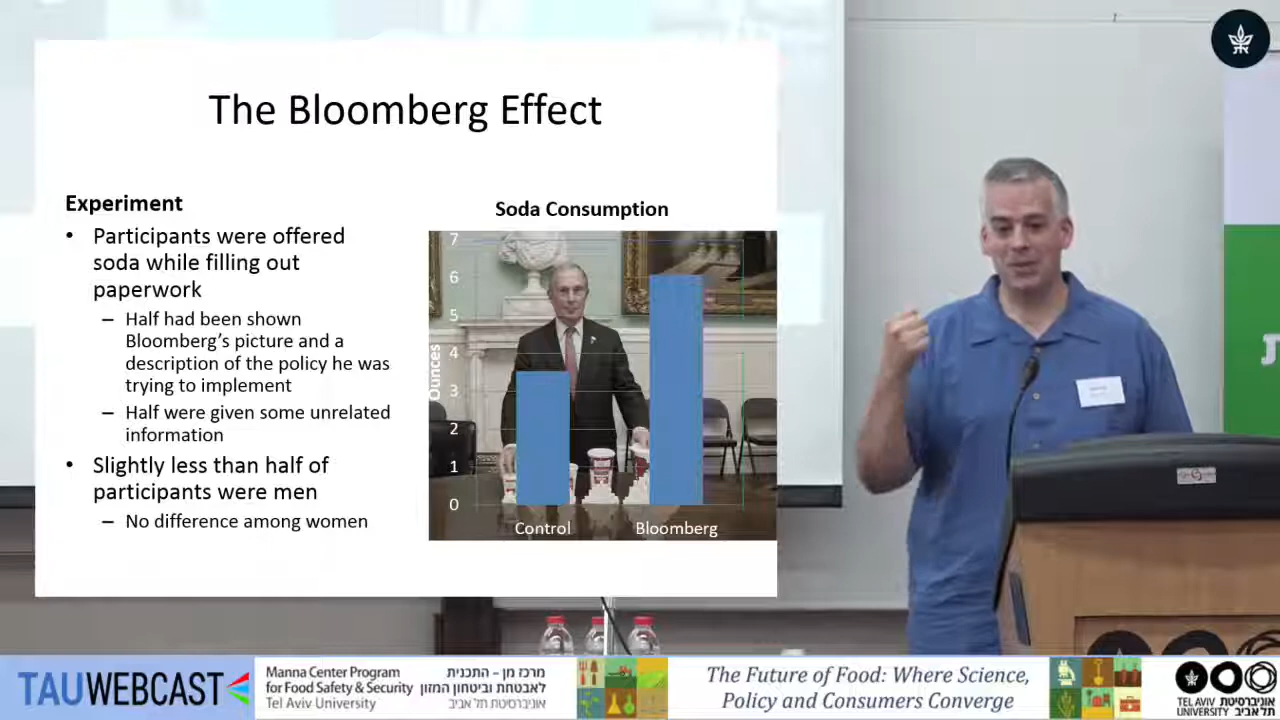 The Bloomberg Effect
Experiment
• Participants were offered
soda while filling out
paperwork
– Half had been shown
Bloomberg's picture and a
description of the policy he was
trying to implement
– Half were given some unrelated
information
• Slightly less than half of
participants were men
– No difference among women
Soda Consumption
7
6
5
4
3
2
1
0
Ounces
Control
Bloomberg
TAUWEBCAST
Manna Center Program
for Food Safety & Security
Tel Aviv University
מרכז מן – התכנית
לאבטחת וביטחון המזון
אוניברסיטת תל אביב
The Future of Food: Where Science,
Policy and Consumers Converge
TEL AVIV אוניברסיטת
UNIVERSITY תל אביב